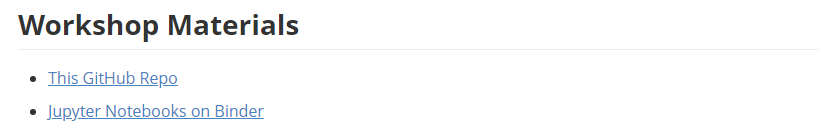 Workshop Materials
This GitHub Repo
Jupyter Notebooks on Binder